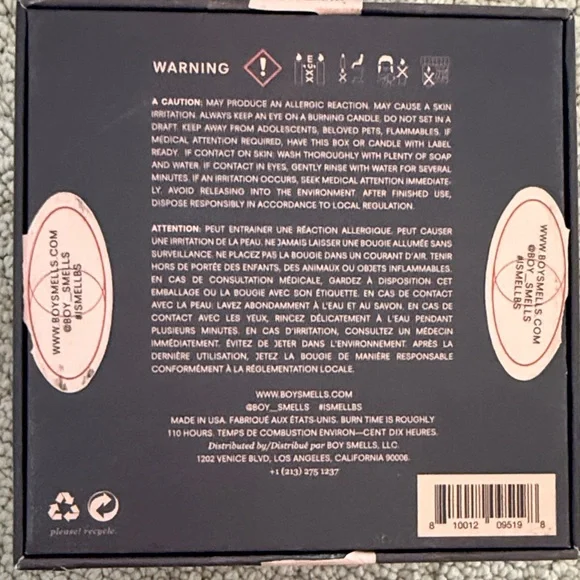 WARNING
A CAUTION: MAY PRODUCE AN ALLERGIC REACTION. MAY CAUSE A SKIN
IRRITATION. ALWAYS KEEP AN EYE ON A BURNING CANDLE. DO NOT SET IN A
DRAFT. KEEP AWAY FROM ADOLESCENTS, BELOVED PETS, FLAMMABLES. IF
MEDICAL ATTENTION REQUIRED, HAVE THIS BOX OR CANDLE WITH LABEL
READY. IF CONTACT ON SKIN: WASH THOROUGHLY WITH PLENTY OF SOAP
AND WATER. IF CONTACT IN EYES, GENTLY RINSE WITH WATER FOR SEVERAL
MINUTES. IF AN IRRITATION OCCURS, SEEK MEDICAL ATTENTION IMMEDIATE-
LY. AVOID RELEASING INTO THE ENVIRONMENT. AFTER FINISHED USE,
DISPOSE RESPONSIBLY IN ACCORDANCE TO LOCAL REGULATION.
ATTENTION: PEUT ENTRAINER UNE RÉACTION ALLERGIQUE. PEUT CAUSER
UNE IRRITATION DE LA PEAU. NE JAMAIS LAISSER UNE BOUGIE ALLUMÉE SANS
SURVEILLANCE. NE PLACEZ PAS LA BOUGIE DANS UN COURANT D'AIR. TENIR
HORS DE PORTÉE DES ENFANTS, DES ANIMAUX OU OBJETS INFLAMMABLES.
EN CAS DE CONSULTATION MÉDICALE, GARDEZ À DISPOSITION CET
EMBALLAGE OU LA BOUGIE AVEC SON ÉTIQUETTE. EN CAS DE CONTACT
AVEC LA PEAU: LAVEZ ABONDAMMENT À L'EAU ET AU SAVON. EN CAS DE
CONTACT AVEC LES YEUX, RINCEZ DÉLICATEMENT À L'EAU PENDANT
PLUSIEURS MINUTES. EN CAS D'IRRITATION, CONSULTEZ UN MÉDECIN
IMMÉDIATEMENT. ÉVITEZ DE JETER DANS L'ENVIRONNEMENT. APRÈS LA
DERNIÈRE UTILISATION, JETEZ LA BOUGIE DE MANIÈRE RESPONSABLE
CONFORMÉMENT À LA RÉGLEMENTATION LOCALE.
WWW.BOYSMELLS.COM
@BOY_SMELLS #ISMELLBS
MADE IN USA. FABRIQUÉ AUX ÉTATS-UNIS. BURN TIME IS ROUGHLY
110 HOURS. TEMPS DE COMBUSTION ENVIRON—CENT DIX HEURES.
Distributed by/Distribué par BOY SMELLS, LLC.
1202 VENICE BLVD, LOS ANGELES, CALIFORNIA 90006.
+1 (213) 275 1237
please! recycle.
8 10012 09519 8
WWW.BOYSMELLS.COM
@BOY_SMELLS
#ISMELLBS
WWW.BOYSMELLS.COM
@BOY_SMELLS
#ISMELLBS